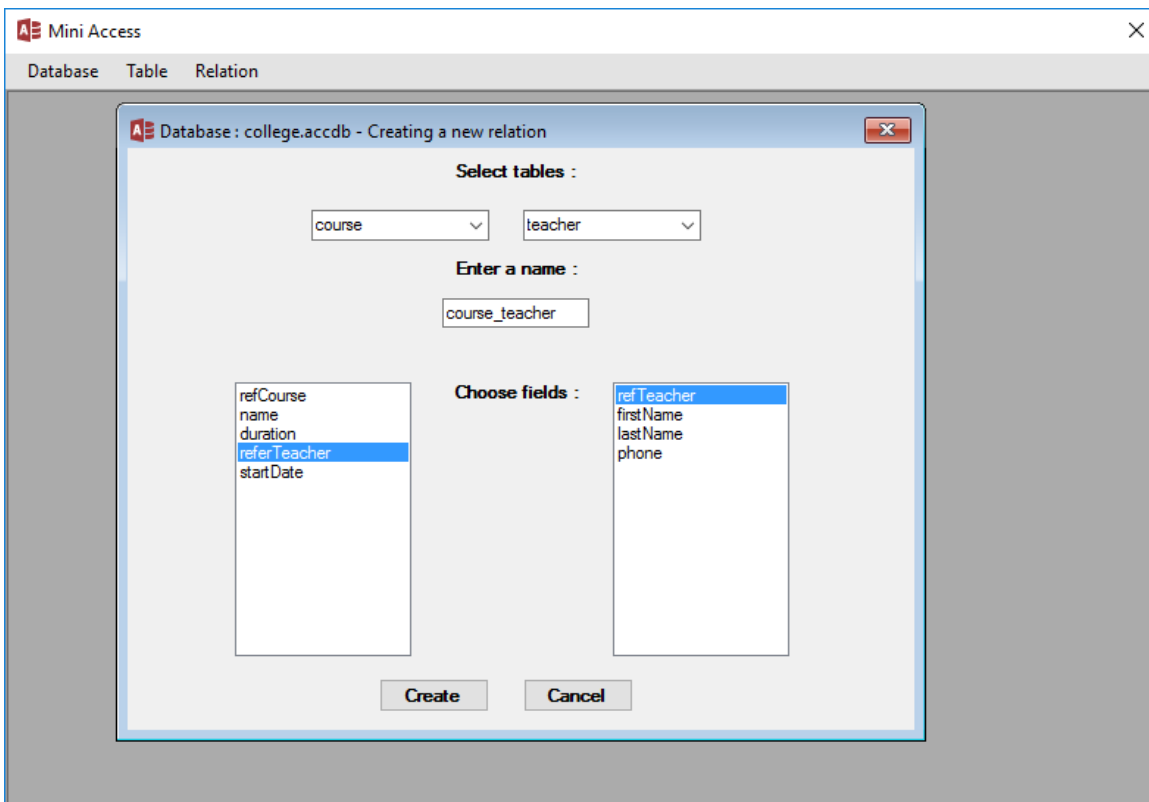 Mini Access
Database Table Relation
Database : college.accdb - Creating a new relation
Select tables :
course teacher
Enter a name :
course_teacher
Choose fields :
refCourse
name
duration
referTeacher
startDate
refTeacher
firstName
lastName
phone
Create Cancel